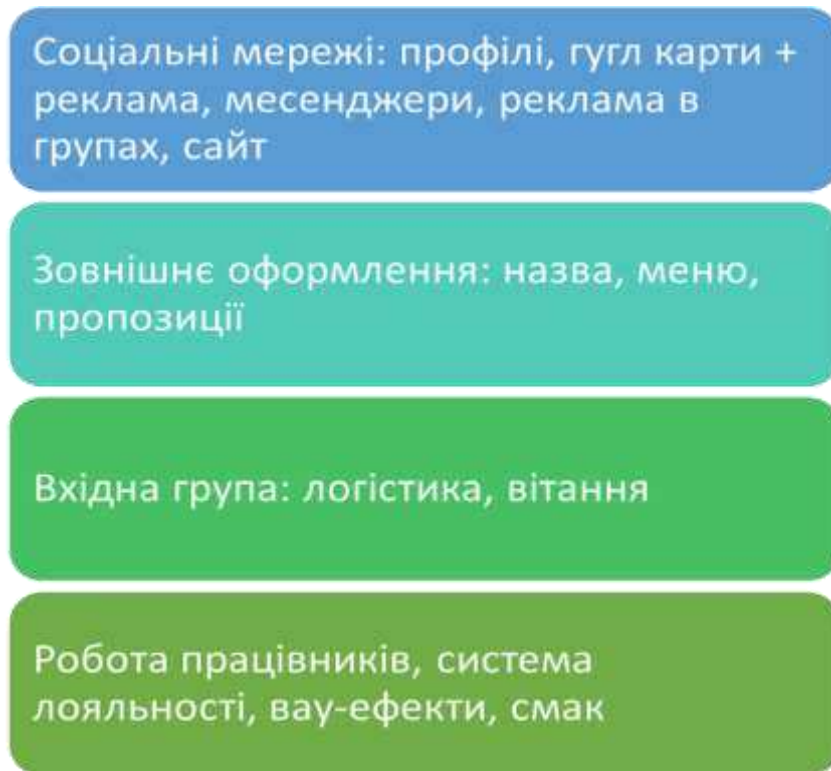 Соціальні мережі: профілі, гугл карти +
реклама, месенджери, реклама в
групах, сайт
Зовнішнє оформлення: назва, меню,
пропозиції
Вхідна група: логістика, вітання
Робота працівників, система
лояльності, вау-ефекти, смак